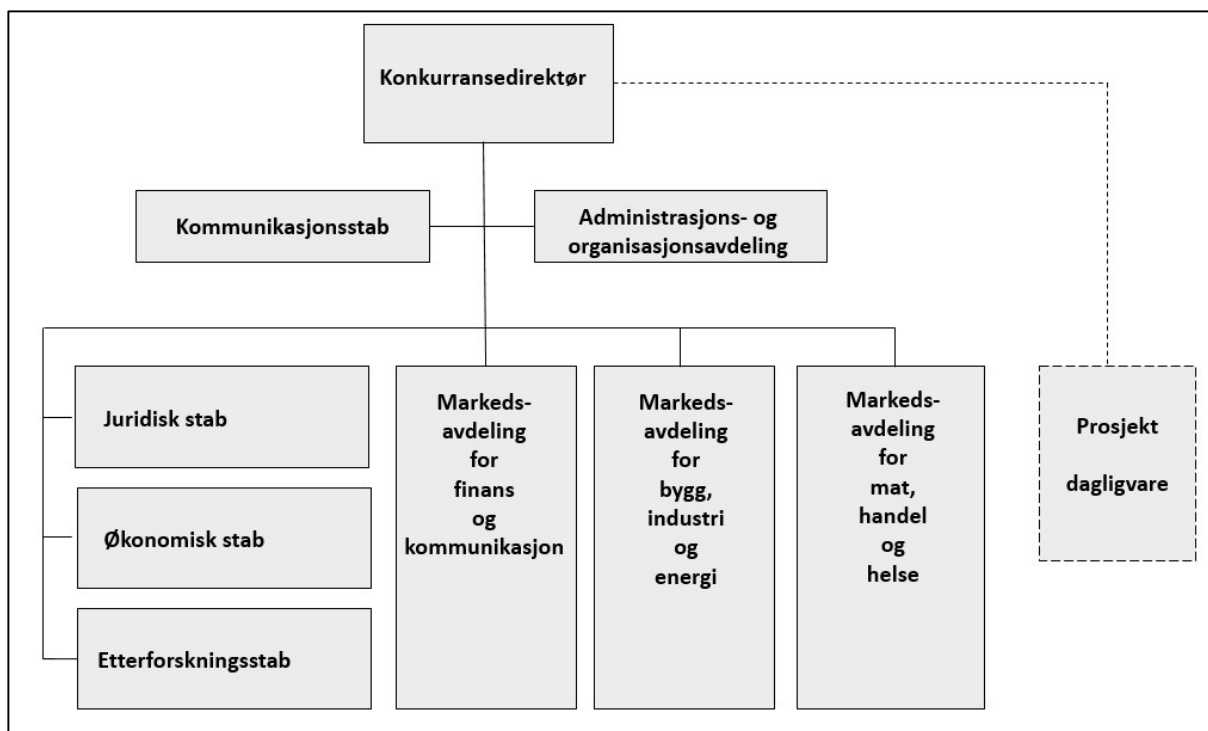 Konkurransedirektør
Kommunikasjonsstab
Administrasjons- og
organisasjonsavdeling
Juridisk stab
Økonomisk stab
Etterforskningsstab
Markeds-
avdeling
for
finans
og
kommunikasjon
Markeds-
avdeling
for
bygg,
industri
og
energi
Markeds-
avdeling
for
mat,
handel
og
helse
Prosjekt
dagligvare